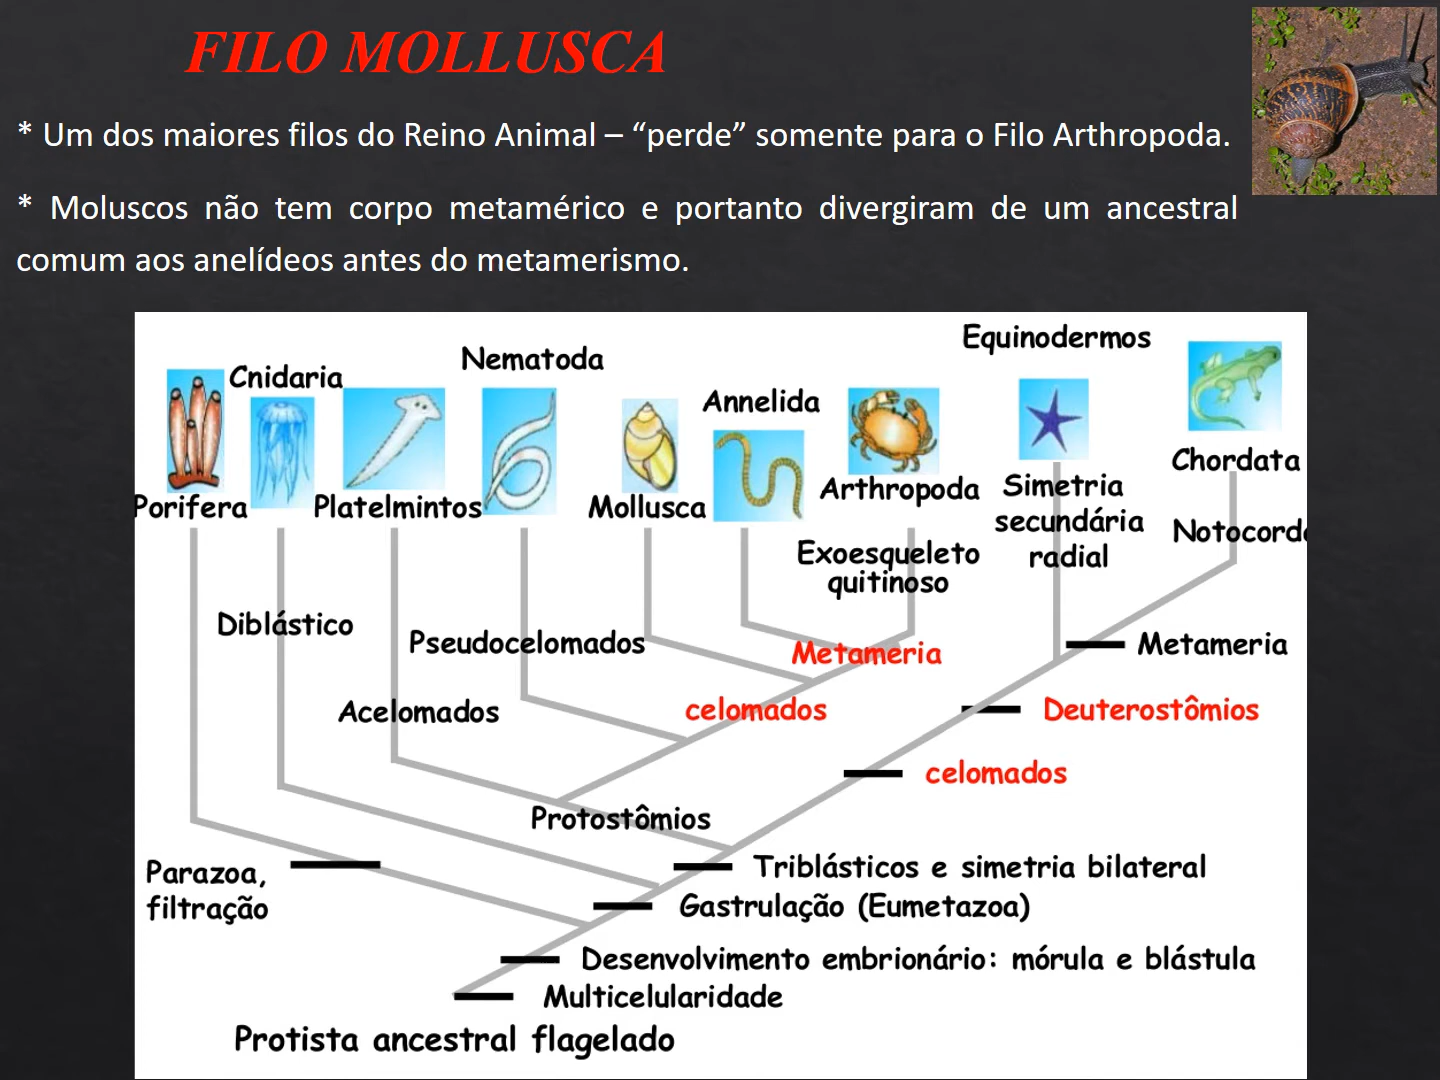 FILO MOLLUSCA
* Um dos maiores filos do Reino Animal – “perde” somente para o Filo Arthropoda.
* Moluscos não tem corpo metamérico e portanto divergiram de um ancestral
comum aos anelídeos antes do metamerismo.
Equinodermos
Nematoda
Cnidaria
Annelida
Chordata
Arthropoda
Simetria
secundária
radial
Porifera
Platelmintos
Mollusca
Notocord
Exoesqueleto
quitinoso
Diblástico
Pseudocelomados
Metameria
Metameria
Acelomados
celomados
Deuterostômios
celomados
Protostômios
Parazoa,
filtração
Triblásticos e simetria bilateral
Gastrulação (Eumetazoa)
Desenvolvimento embrionário: mórula e blástula
Multicelularidade
Protista ancestral flagelado